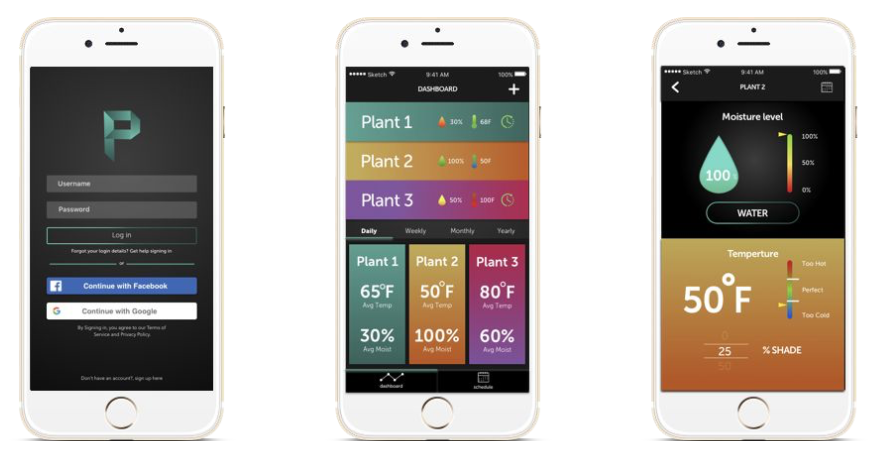 P
Username
Password
Log in
Forgot your login details? Get help signing in
or
f Continue with Facebook
G Continue with Google
By Signing in, you agree to our Terms of
Service and Privacy Policy.
Don't have an account?, sign up here
Sketch 9:41 AM 100%
DASHBOARD +
Plant 1 30% 68F
Plant 2 100% 50F
Plant 3 50% 100F
Daily Weekly Monthly Yearly
Plant 1 Plant 2 Plant 3
65°F 50°F 80°F
Avg Temp Avg Temp Avg Temp
30% 100% 60%
Avg Moist Avg Moist Avg Moist
dashboard schedule
Sketch 9:41 AM 100%
PLANT 2
Moisture level
100%
100 50%
0%
WATER
Temperture
Too Hot
50°F Perfect
Too Cold
0
25 % SHADE
50